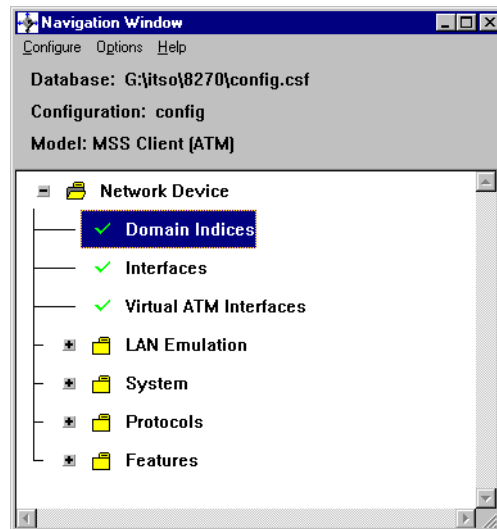 Navigation Window
Configure Options Help
Database: G:\itso\8270\config.csf
Configuration: config
Model: MSS Client (ATM)
Network Device
Domain Indices
Interfaces
Virtual ATM Interfaces
LAN Emulation
System
Protocols
Features